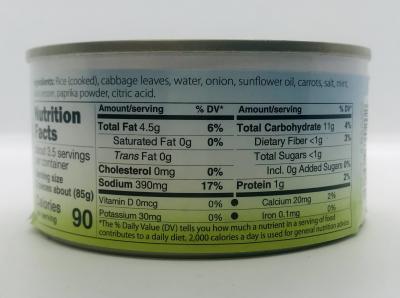 Ingredients: Rice (cooked), cabbage leaves, water, onion, sunflower oil, carrots, salt, mint,
pepper, paprika powder, citric acid.
Nutrition Facts
about 3.5 servings
per container
size
pieces about (85g)
Calories
per serving 90
Amount/serving % DV*
Total Fat 4.5g 6%
Saturated Fat 0g 0%
Trans Fat 0g
Cholesterol 0mg 0%
Sodium 390mg 17%
Amount/serving % DV*
Total Carbohydrate 11g 4%
Dietary Fiber <1g 3%
Total Sugars <1g
Incl. 0g Added Sugars 0%
Protein 1g 2%
Vitamin D 0mcg 0% • Calcium 20mg 2%
Potassium 30mg 0% • Iron 0.1mg 0%
*The % Daily Value (DV) tells you how much a nutrient in a serving of food
contributes to a daily diet. 2,000 calories a day is used for general nutrition advice.